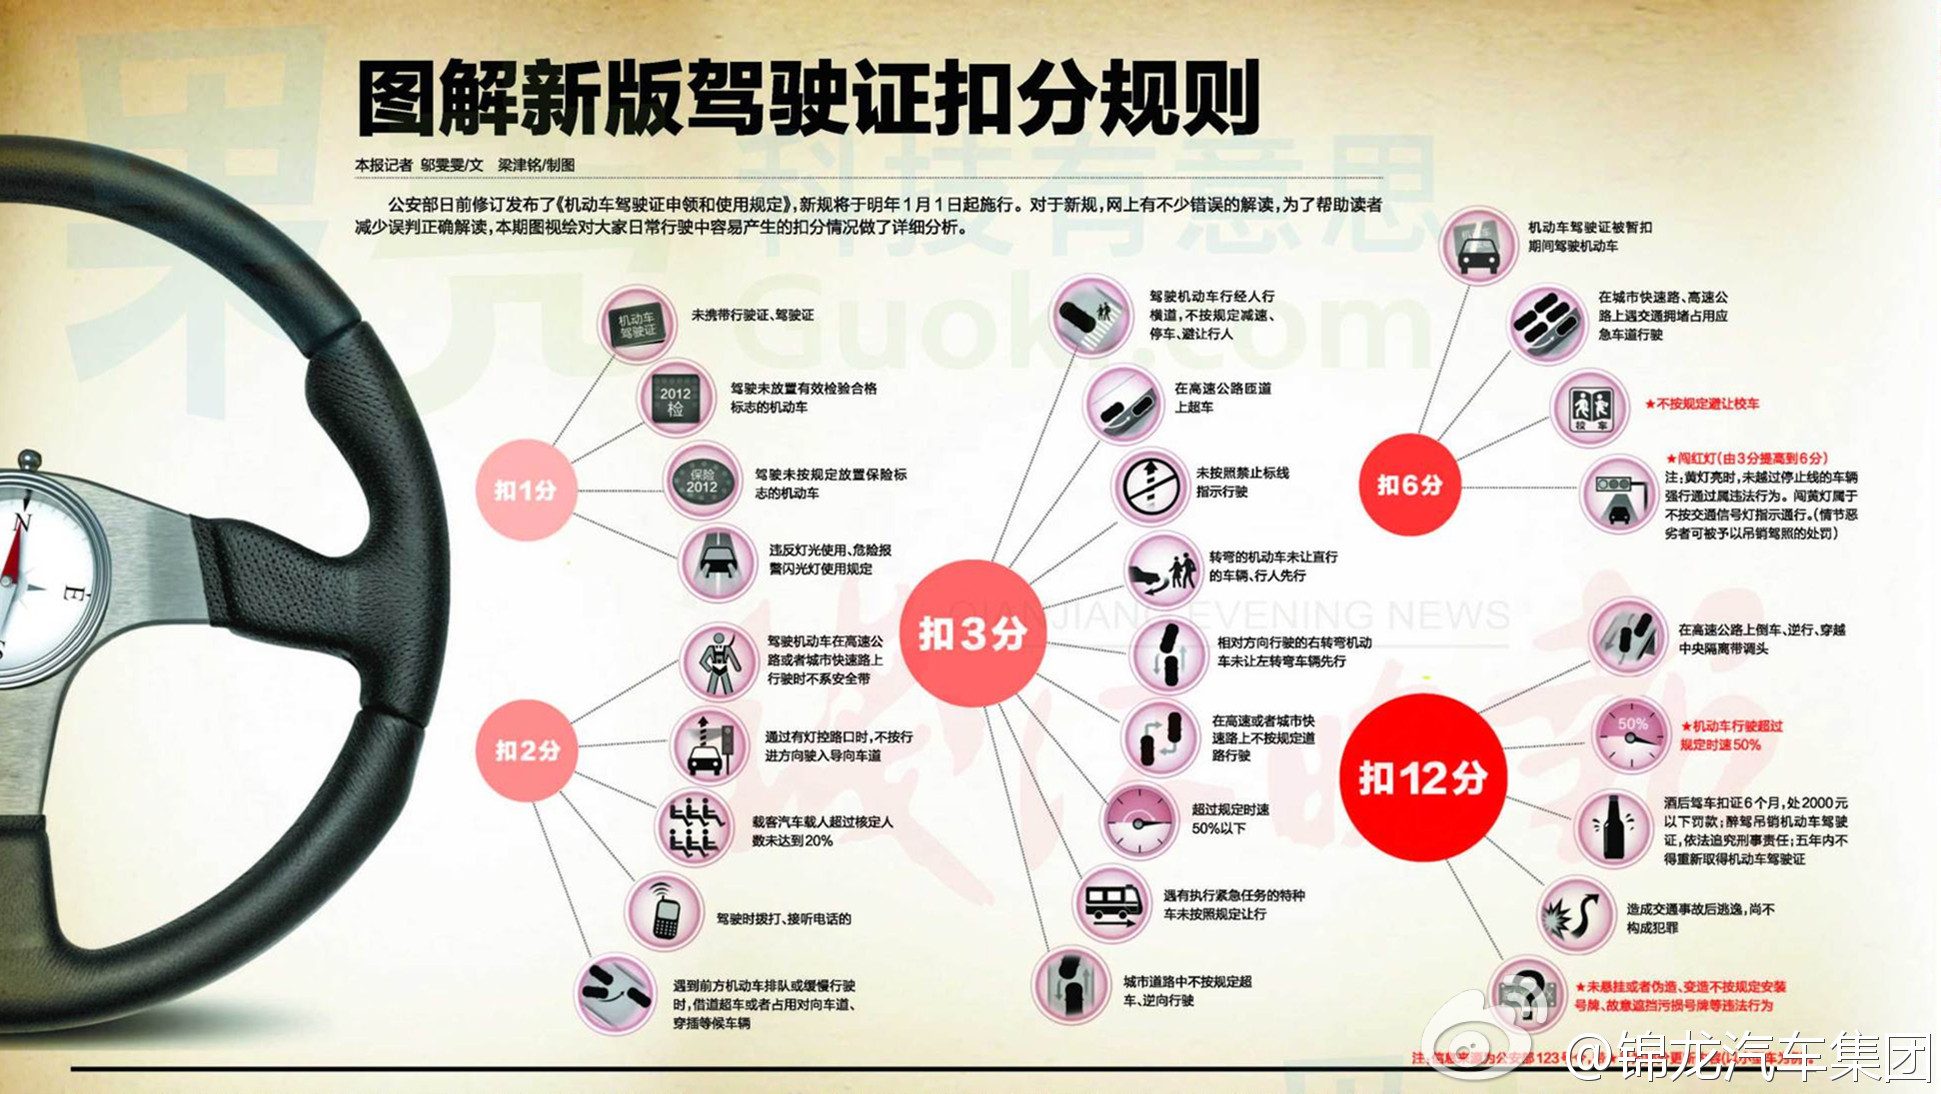 图解新版驾驶证扣分规则
本报记者 邬雯雯/文 梁津铭/制图
公安部日前修订发布了《机动车驾驶证申领和使用规定》,新规将于明年1月1日起施行。对于新规,网上有不少错误的解读,为了帮助读者
减少误判正确解读,本期图视绘对大家日常行驶中容易产生的扣分情况做了详细分析。
果壳
科技有意思
Guokr.com
QIANJIANG EVENING NEWS
钱江晚报
N
E
S
扣1分
机动车
驾驶证
未携带行驶证、驾驶证
2012
检
驾驶未放置有效检验合格
标志的机动车
保险
2012
驾驶未按规定放置保险标
志的机动车
违反灯光使用、危险报
警闪光灯使用规定
扣2分
驾驶机动车在高速公
路或者城市快速路上
行驶时不系安全带
通过有灯控路口时,不按行
进方向驶入导向车道
载客汽车载人超过核定人
数未达到20%
驾驶时拨打、接听电话的
遇到前方机动车排队或缓慢行驶
时,借道超车或者占用对向车道、
穿插等候车辆
扣3分
驾驶机动车行经人行
横道,不按规定减速、
停车、避让行人
在高速公路匝道
上超车
未按照禁止标线
指示行驶
转弯的机动车未让直行
的车辆、行人先行
相对方向行驶的右转弯机动
车未让左转弯车辆先行
在高速或者城市快
速路上不按规定道
路行驶
超过规定时速
50%以下
遇有执行紧急任务的特种
车未按照规定让行
城市道路中不按规定超
车、逆向行驶
扣6分
机动车驾驶证被暂扣
期间驾驶机动车
在城市快速路、高速公
路上遇交通拥堵占用应
急车道行驶
校车
★不按规定避让校车
★闯红灯(由3分提高到6分)
注:黄灯亮时,未越过停止线的车辆
强行通过属违法行为。闯黄灯属于
不按交通信号灯指示通行。(情节恶
劣者可被予以吊销驾照的处罚)
扣12分
在高速公路上倒车、逆行、穿越
中央隔离带调头
50%
★机动车行驶超过
规定时速50%
酒后驾车扣证6个月,处2000元
以下罚款;醉驾吊销机动车驾驶
证,依法追究刑事责任;五年内不
得重新取得机动车驾驶证
造成交通事故后逃逸,尚不
构成犯罪
★未悬挂或者伪造、变造不按规定安装
号牌、故意遮挡污损号牌等违法行为
注:信息来源为公安部123号令,
@锦龙汽车集团